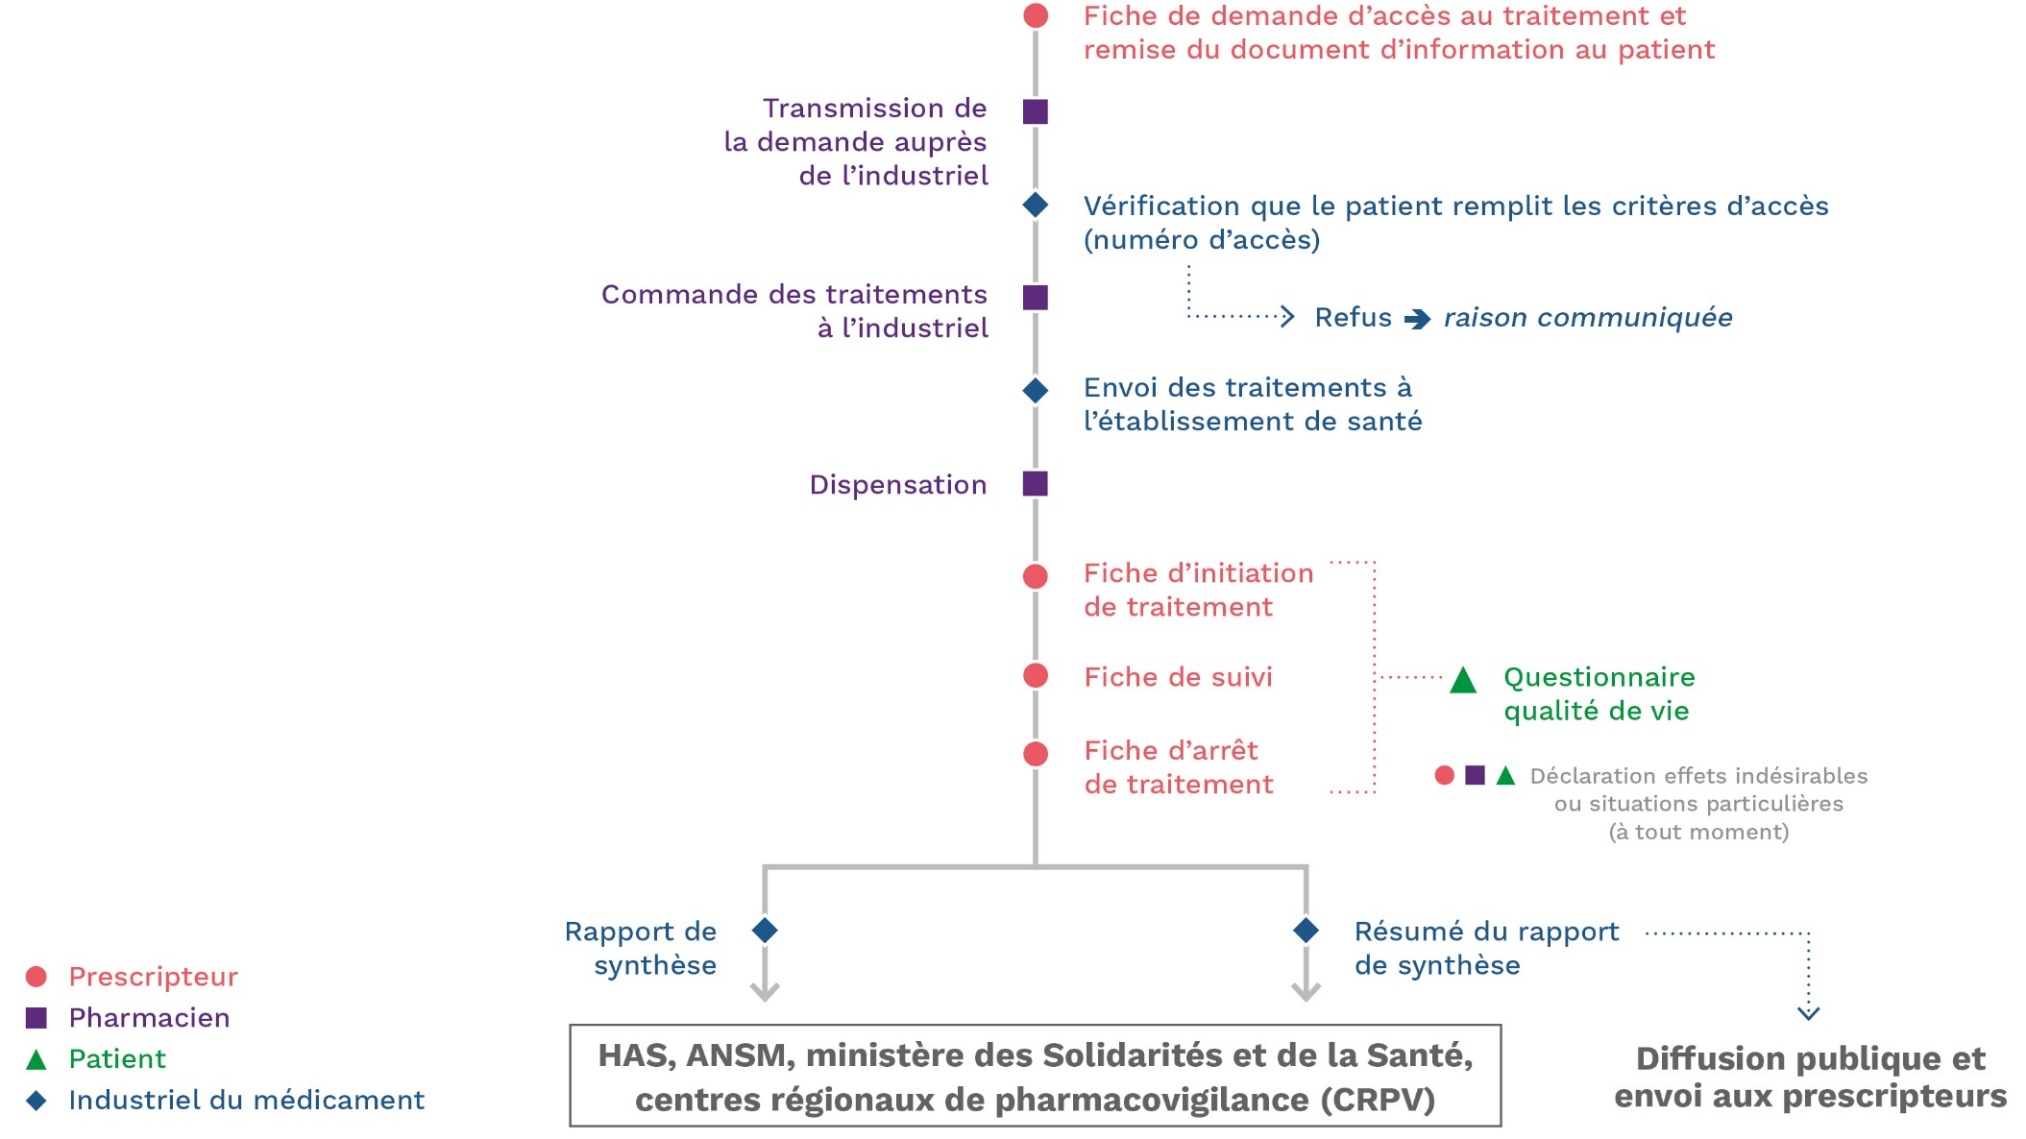 Fiche de demande d’accès au traitement et
remise du document d’information au patient
Transmission de
la demande auprès
de l’industriel
Vérification que le patient remplit les critères d’accès
(numéro d’accès)
Refus ➔ raison communiquée
Commande des traitements
à l’industriel
Envoi des traitements à
l’établissement de santé
Dispensation
Fiche d’initiation
de traitement
Fiche de suivi
Fiche d’arrêt
de traitement
Questionnaire
qualité de vie
Déclaration effets indésirables
ou situations particulières
(à tout moment)
Rapport de
synthèse
Résumé du rapport
de synthèse
HAS, ANSM, ministère des Solidarités et de la Santé,
centres régionaux de pharmacovigilance (CRPV)
Diffusion publique et
envoi aux prescripteurs
Prescripteur
Pharmacien
Patient
Industriel du médicament